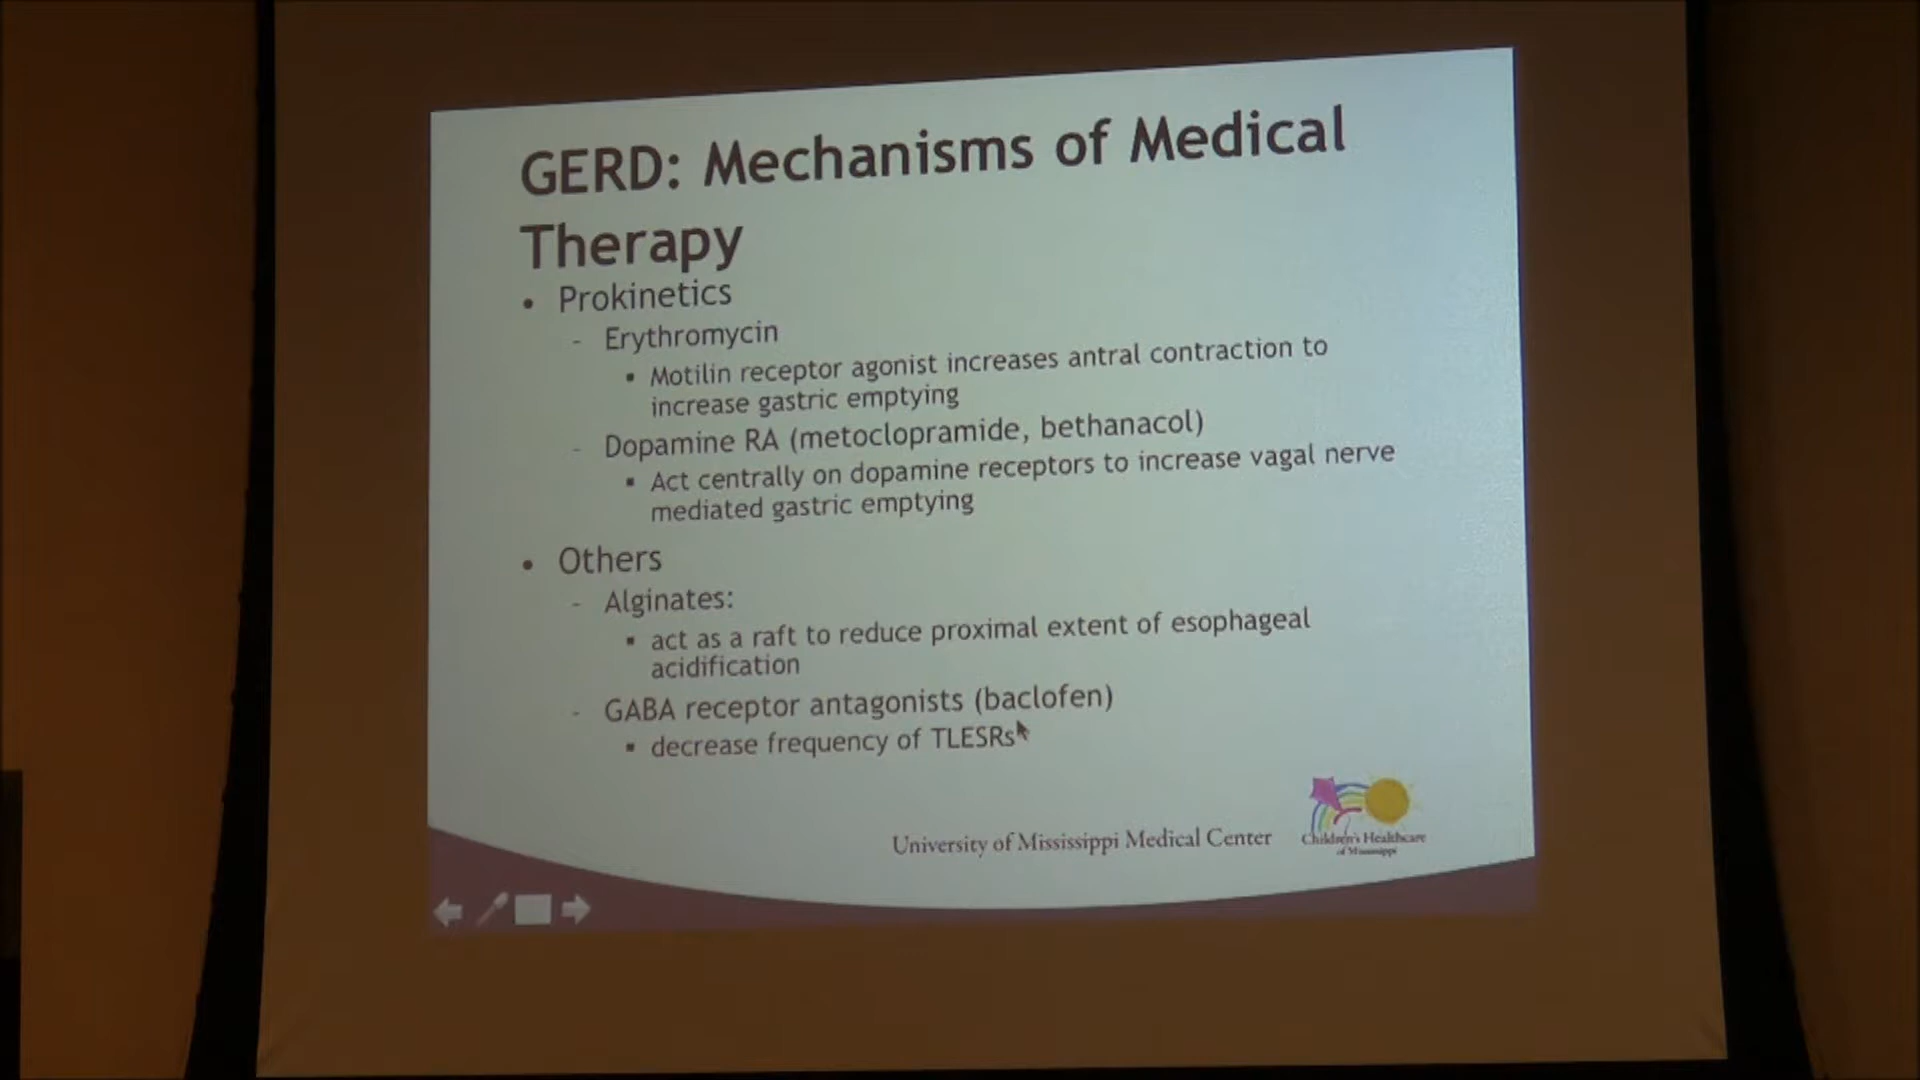 GERD: Mechanisms of Medical
Therapy
• Prokinetics
- Erythromycin
▪ Motilin receptor agonist increases antral contraction to
increase gastric emptying
- Dopamine RA (metoclopramide, bethanacol)
▪ Act centrally on dopamine receptors to increase vagal nerve
mediated gastric emptying
• Others
- Alginates:
▪ act as a raft to reduce proximal extent of esophageal
acidification
- GABA receptor antagonists (baclofen)
▪ decrease frequency of TLESRs
University of Mississippi Medical Center
Children's Healthcare
of Mississippi